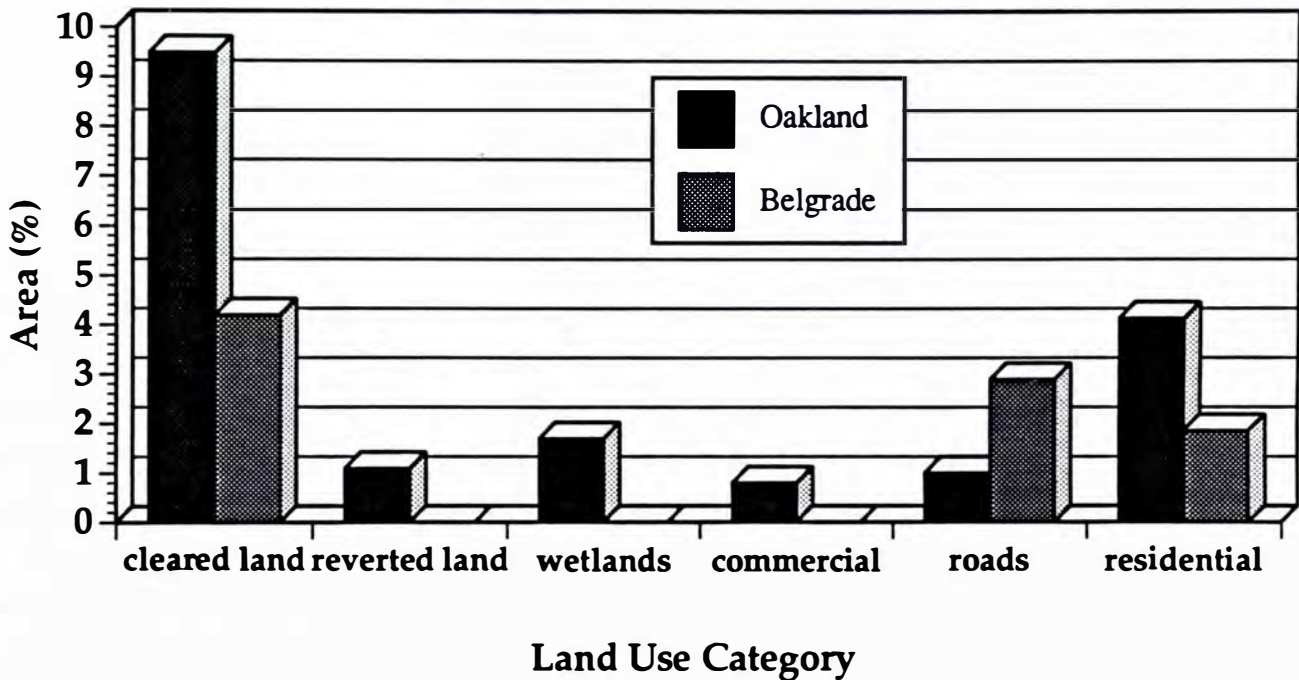 10
9
8
7
6
5
4
3
2
1
0
Area (%)
Oakland
Belgrade
cleared land reverted land wetlands commercial roads residential
Land Use Category